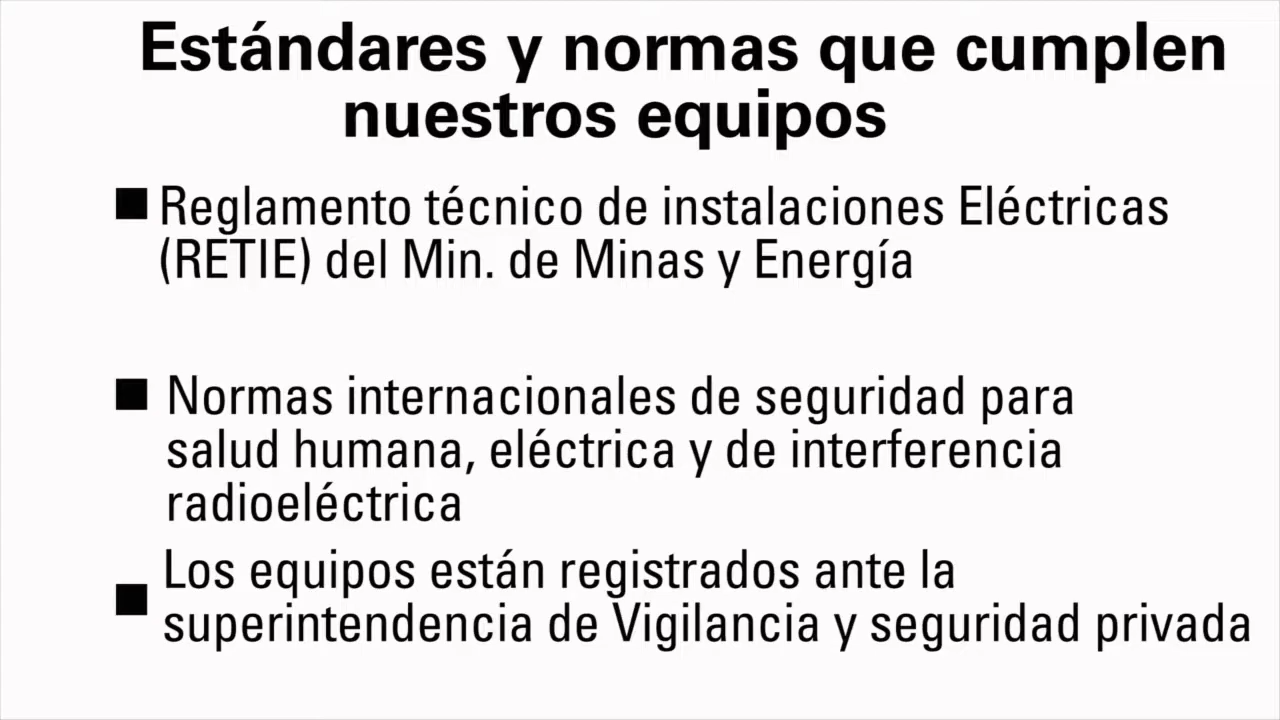 Estándares y normas que cumplen
nuestros equipos
■ Reglamento técnico de instalaciones Eléctricas
(RETIE) del Min. de Minas y Energía
■ Normas internacionales de seguridad para
salud humana, eléctrica y de interferencia
radioeléctrica
■ Los equipos están registrados ante la
superintendencia de Vigilancia y seguridad privada